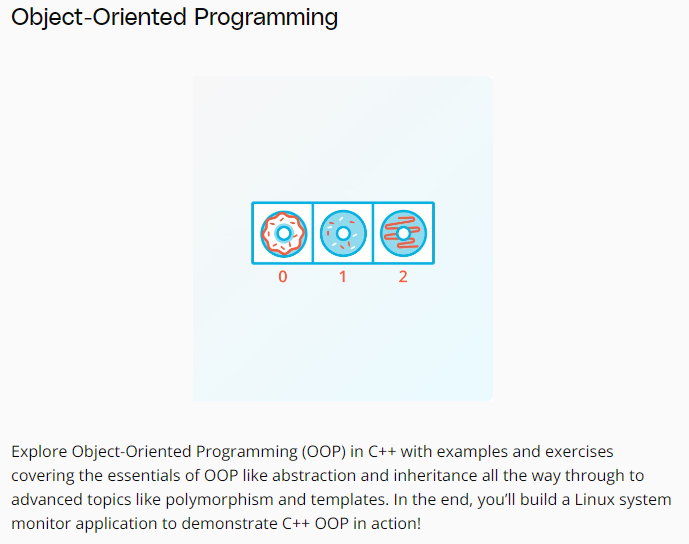 Object-Oriented Programming
0 1 2
Explore Object-Oriented Programming (OOP) in C++ with examples and exercises
covering the essentials of OOP like abstraction and inheritance all the way through to
advanced topics like polymorphism and templates. In the end, you’ll build a Linux system
monitor application to demonstrate C++ OOP in action!